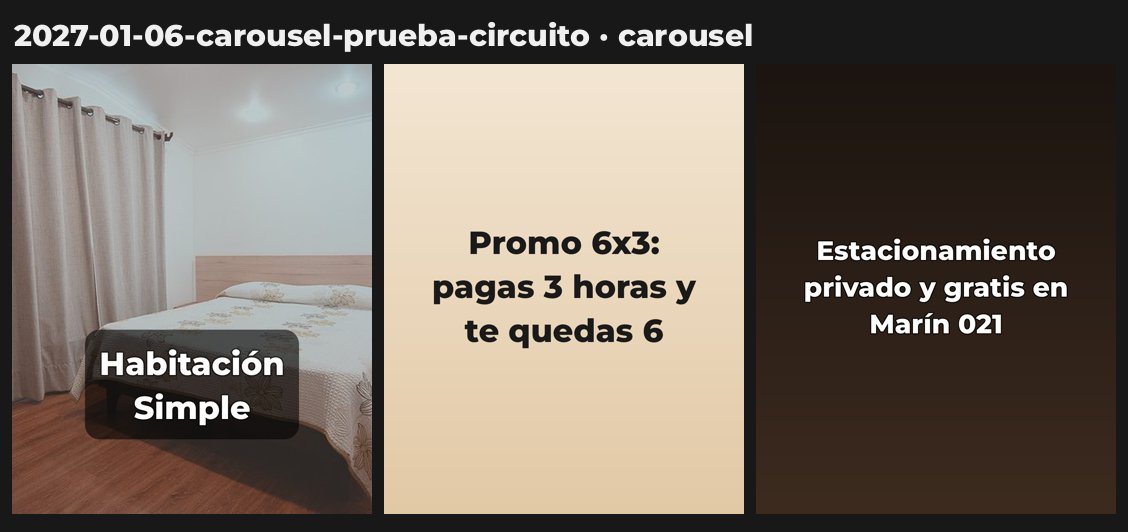 2027-01-06-carousel-prueba-circuito • carousel
Habitación
Simple
Promo 6x3:
pagas 3 horas y
te quedas 6
Estacionamiento
privado y gratis en
Marín 021